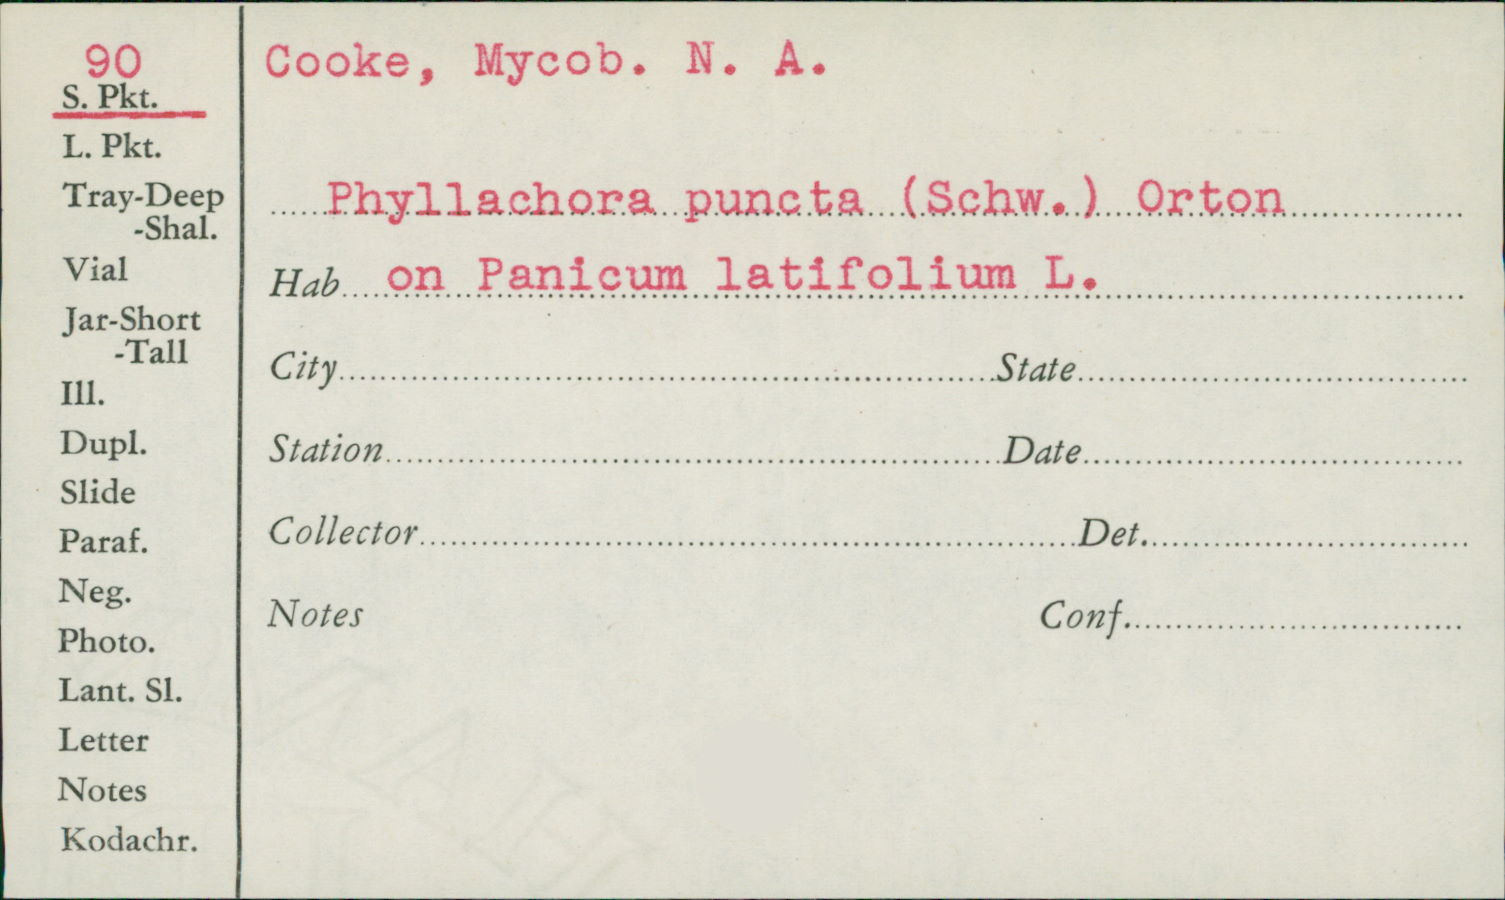 90
S. Pkt.
L. Pkt.
Tray-Deep
-Shal.
Vial
Jar-Short
-Tall
Ill.
Dupl.
Slide
Paraf.
Neg.
Photo.
Lant. Sl.
Letter
Notes
Kodachr.
Cooke, Mycob. N. A.
Phyllachora puncta (Schw.) Orton
Hab. on Panicum latifolium L.
City State
Station Date
Collector Det.
Notes Conf.